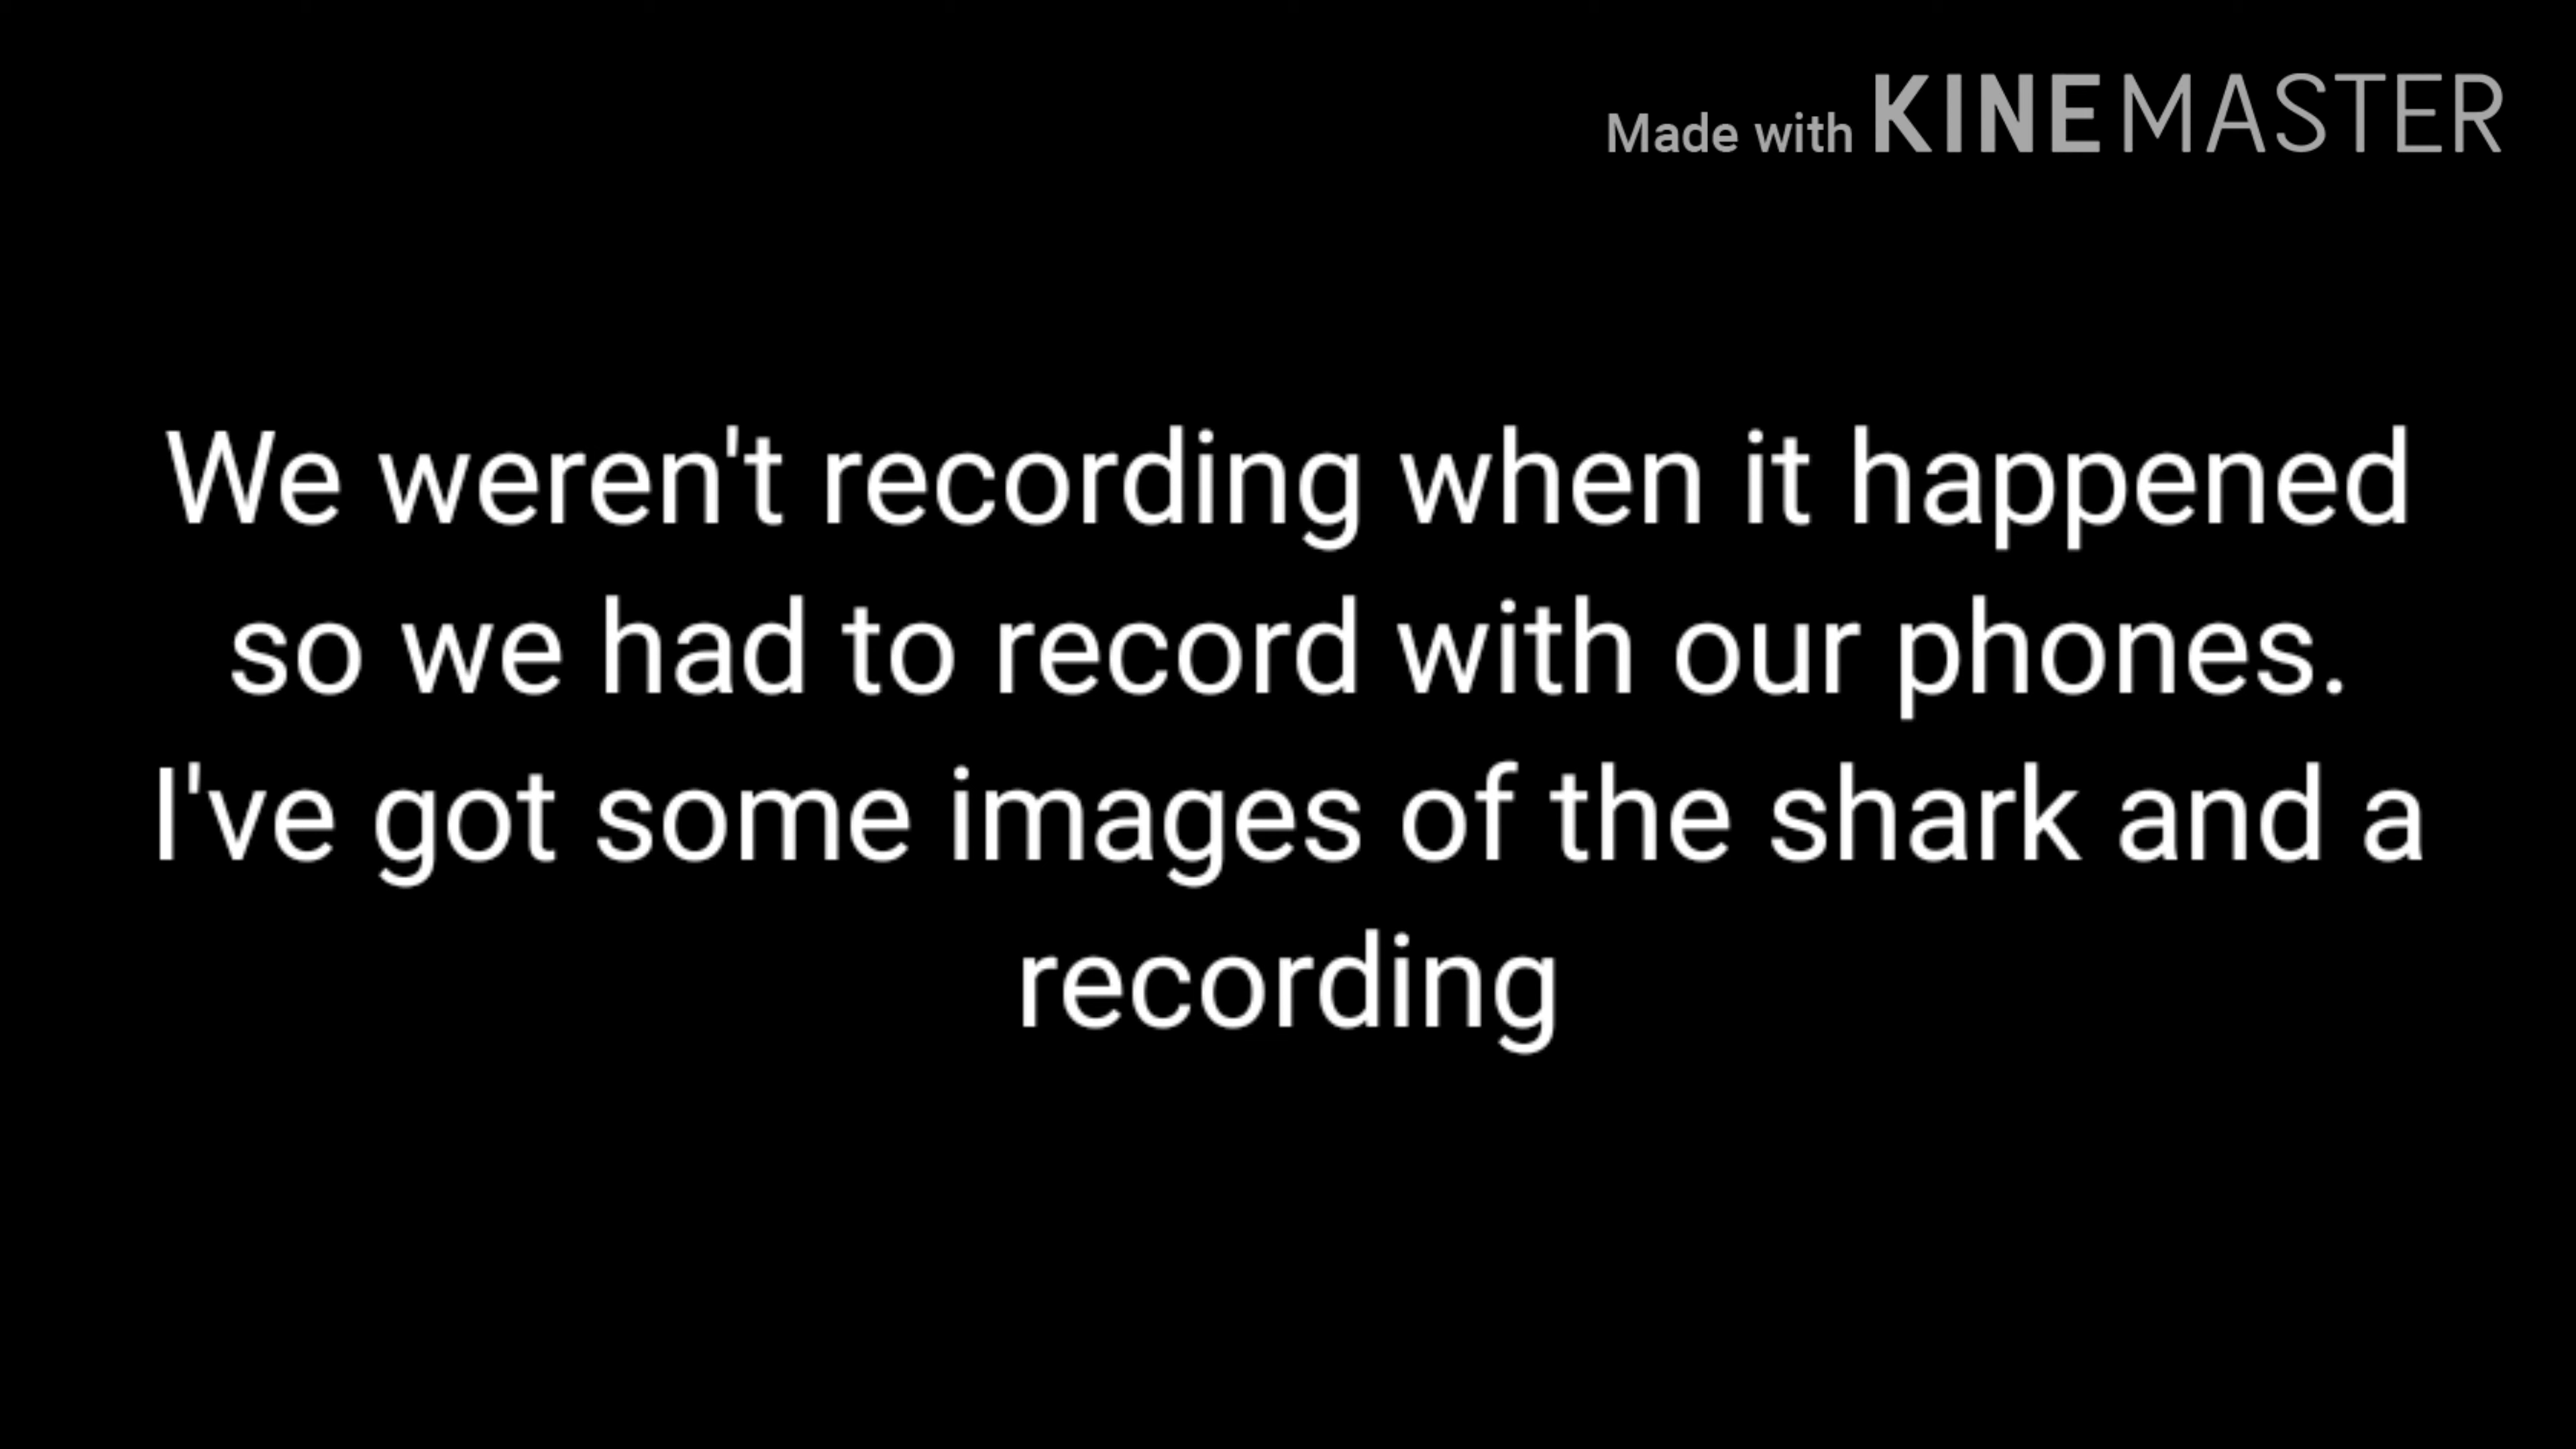 Made with KINEMASTER
We weren't recording when it happened
so we had to record with our phones.
I've got some images of the shark and a
recording